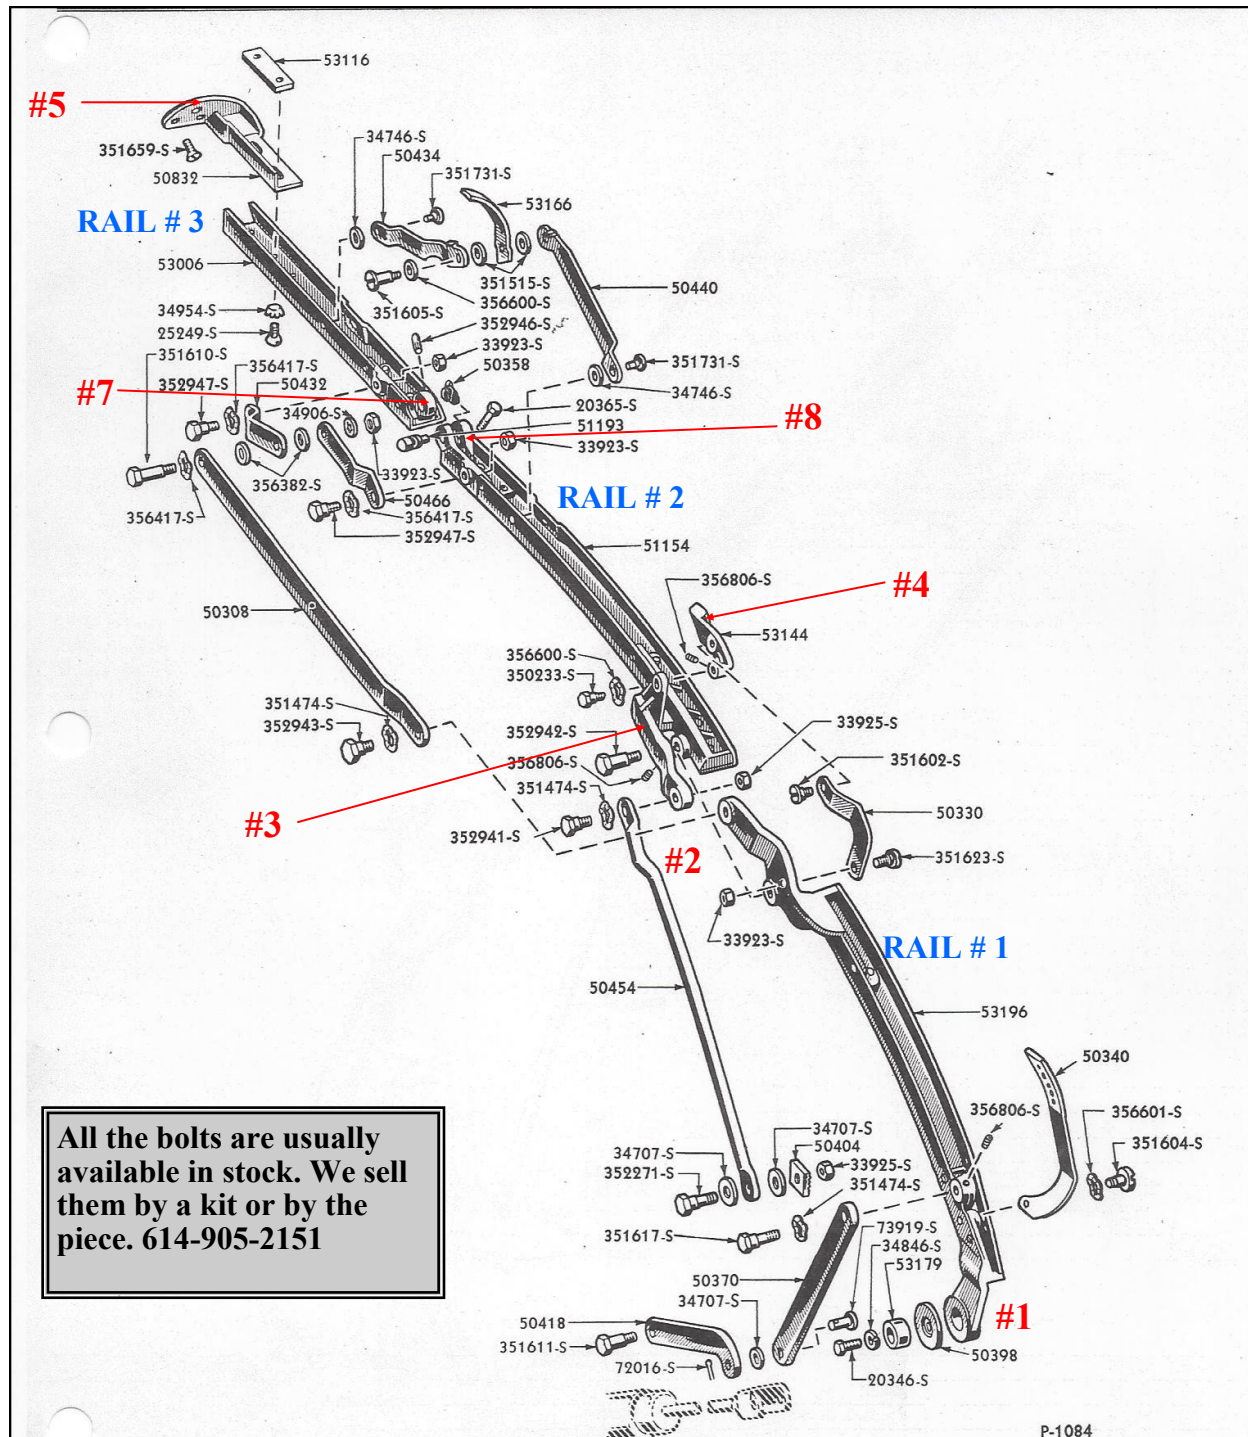 53116
#5
34746-S
50434
351659-S
351731-S
50832
53166
RAIL # 3
53006
351515-S
50440
356600-S
351605-S
34954-S
352946-S
25249-S
33923-S
351610-S
356417-S
50358
351731-S
352947-S
50432
34746-S
#7
20365-S
34906-S
51193
#8
33923-S
33923-S
356382-S
50466
RAIL # 2
356417-S
356417-S
352947-S
51154
356806-S
#4
50308
P
53144
356600-S
350233-S
351474-S
33925-S
352943-S
352942-S
351602-S
356806-S
351474-S
50330
#3
352941-S
#2
351623-S
33923-S
RAIL # 1
50454
53196
50340
356806-S
356601-S
34707-S
All the bolts are usually
available in stock. We sell
them by a kit or by the
piece. 614-905-2151
50404
351604-S
34707-S
33925-S
352271-S
351474-S
351617-S
73919-S
34846-S
53179
50370
34707-S
#1
50418
351611-S
50398
72016-S
20346-S
P-1084